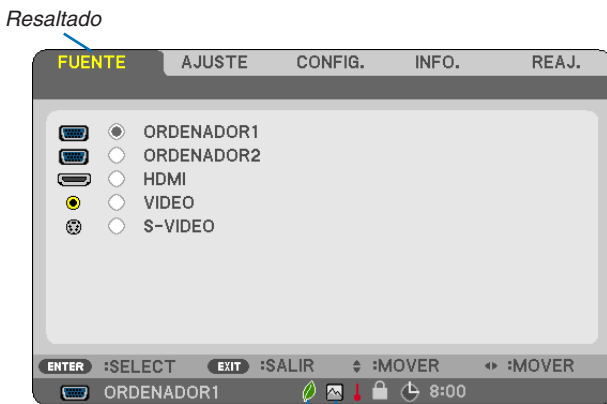 Resaltado
FUENTE AJUSTE CONFIG. INFO. REAJ.
ORDENADOR1
ORDENADOR2
HDMI
VIDEO
S-VIDEO
ENTER :SELECT EXIT :SALIR :MOVER :MOVER
ORDENADOR1 8:00